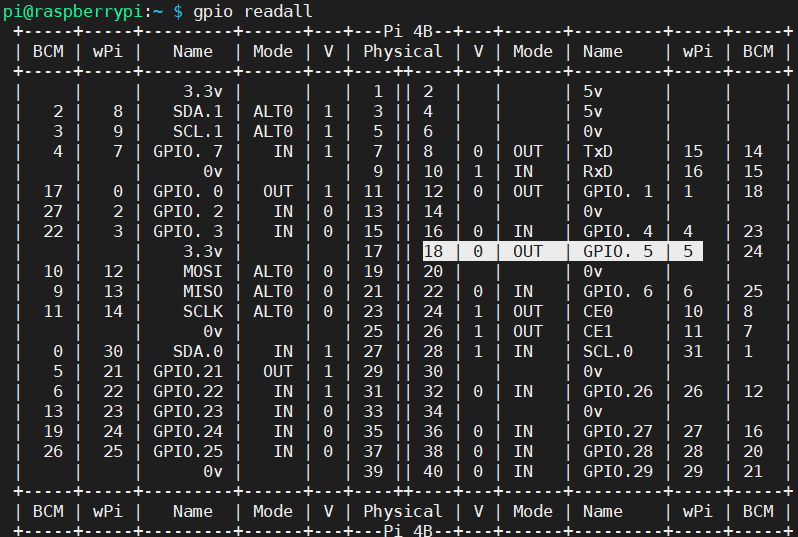 pi@raspberrypi:~ $ gpio readall
 +-----+-----+---------+------+---+---Pi 4B--+---+------+---------+-----+-----+
 | BCM | wPi |   Name  | Mode | V | Physical | V | Mode | Name    | wPi | BCM |
 +-----+-----+---------+------+---+----++----+---+------+---------+-----+-----+
 |     |     |    3.3v |      |   |  1 || 2  |   |      | 5v      |     |     |
 |   2 |   8 |   SDA.1 | ALT0 | 1 |  3 || 4  |   |      | 5v      |     |     |
 |   3 |   9 |   SCL.1 | ALT0 | 1 |  5 || 6  |   |      | 0v      |     |     |
 |   4 |   7 | GPIO. 7 |   IN | 1 |  7 || 8  | 0 | OUT  | TxD     | 15  | 14  |
 |     |     |      0v |      |   |  9 || 10 | 1 | IN   | RxD     | 16  | 15  |
 |  17 |   0 | GPIO. 0 |  OUT | 1 | 11 || 12 | 0 | OUT  | GPIO. 1 | 1   | 18  |
 |  27 |   2 | GPIO. 2 |   IN | 0 | 13 || 14 |   |      | 0v      |     |     |
 |  22 |   3 | GPIO. 3 |   IN | 0 | 15 || 16 | 0 | IN   | GPIO. 4 | 4   | 23  |
 |     |     |    3.3v |      |   | 17 || 18 | 0 | OUT  | GPIO. 5 | 5   | 24  |
 |  10 |  12 |    MOSI | ALT0 | 0 | 19 || 20 |   |      | 0v      |     |     |
 |   9 |  13 |    MISO | ALT0 | 0 | 21 || 22 | 0 | IN   | GPIO. 6 | 6   | 25  |
 |  11 |  14 |    SCLK | ALT0 | 0 | 23 || 24 | 1 | OUT  | CE0     | 10  | 8   |
 |     |     |      0v |      |   | 25 || 26 | 1 | OUT  | CE1     | 11  | 7   |
 |   0 |  30 |   SDA.0 |   IN | 1 | 27 || 28 | 1 | IN   | SCL.0   | 31  | 1   |
 |   5 |  21 | GPIO.21 |  OUT | 1 | 29 || 30 |   |      | 0v      |     |     |
 |   6 |  22 | GPIO.22 |   IN | 1 | 31 || 32 | 0 | IN   | GPIO.26 | 26  | 12  |
 |  13 |  23 | GPIO.23 |   IN | 0 | 33 || 34 |   |      | 0v      |     |     |
 |  19 |  24 | GPIO.24 |   IN | 0 | 35 || 36 | 0 | IN   | GPIO.27 | 27  | 16  |
 |  26 |  25 | GPIO.25 |   IN | 0 | 37 || 38 | 0 | IN   | GPIO.28 | 28  | 20  |
 |     |     |      0v |      |   | 39 || 40 | 0 | IN   | GPIO.29 | 29  | 21  |
 +-----+-----+---------+------+---+----++----+---+------+---------+-----+-----+
 | BCM | wPi |   Name  | Mode | V | Physical | V | Mode | Name    | wPi | BCM |
 +-----+-----+---------+------+---+---Pi 4B--+---+------+---------+-----+-----+